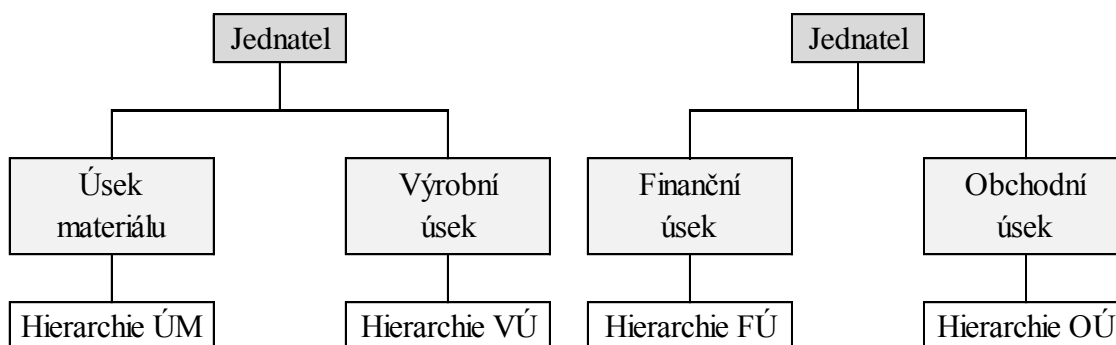 Jednatel
Jednatel
Úsek
materiálu
Výrobní
úsek
Finanční
úsek
Obchodní
úsek
Hierarchie ÚM
Hierarchie VÚ
Hierarchie FÚ
Hierarchie OÚ